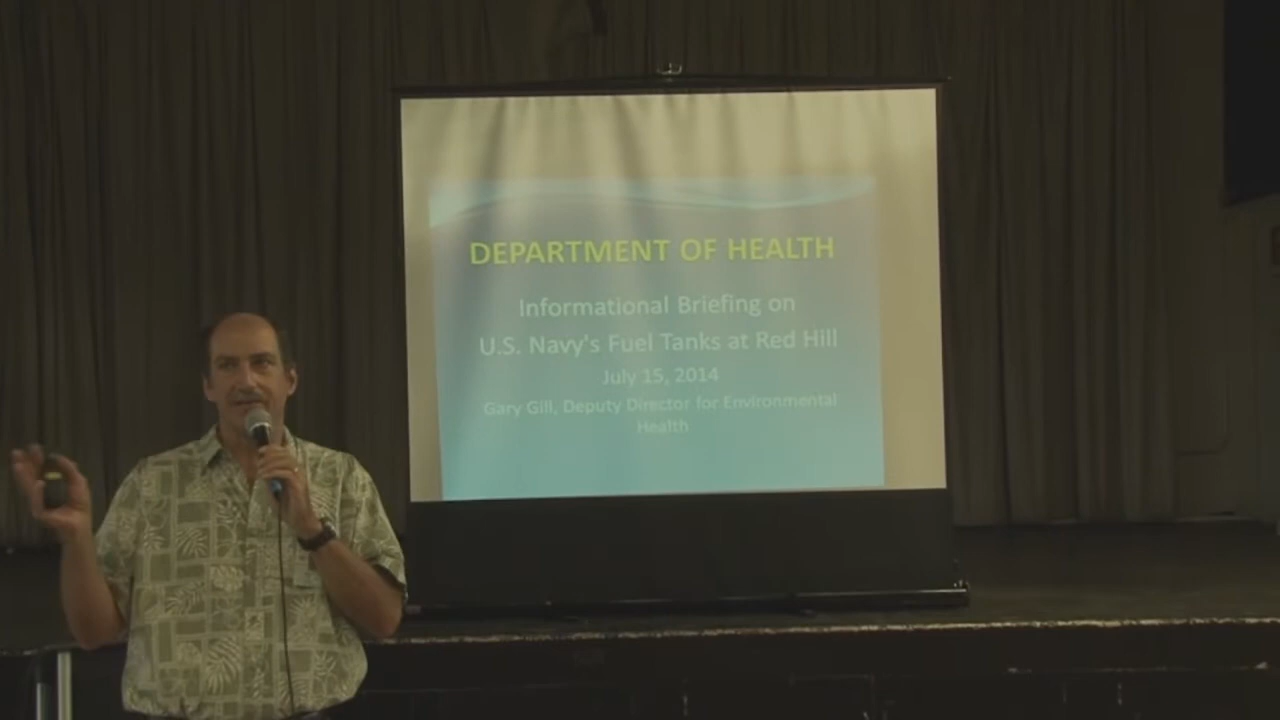 DEPARTMENT OF HEALTH
Informational Briefing on
U.S. Navy's Fuel Tanks at Red Hill
July 15, 2014
Gary Gill, Deputy Director for Environmental
Health